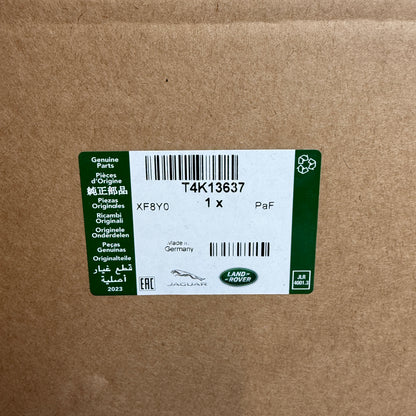 Genuine
Parts
Pièces
d'Origine
純正部品
Piezas
Originales
Ricambi
Originali
Originele
Onderdelen
Peças
Genuinas
Originalteile
قطع غيار
أصلية
2023
T4K13637
XF8Y0 1 x PaF
Made in
Germany
EAC
JAGUAR
LAND-
ROVER
JLR
4001.3